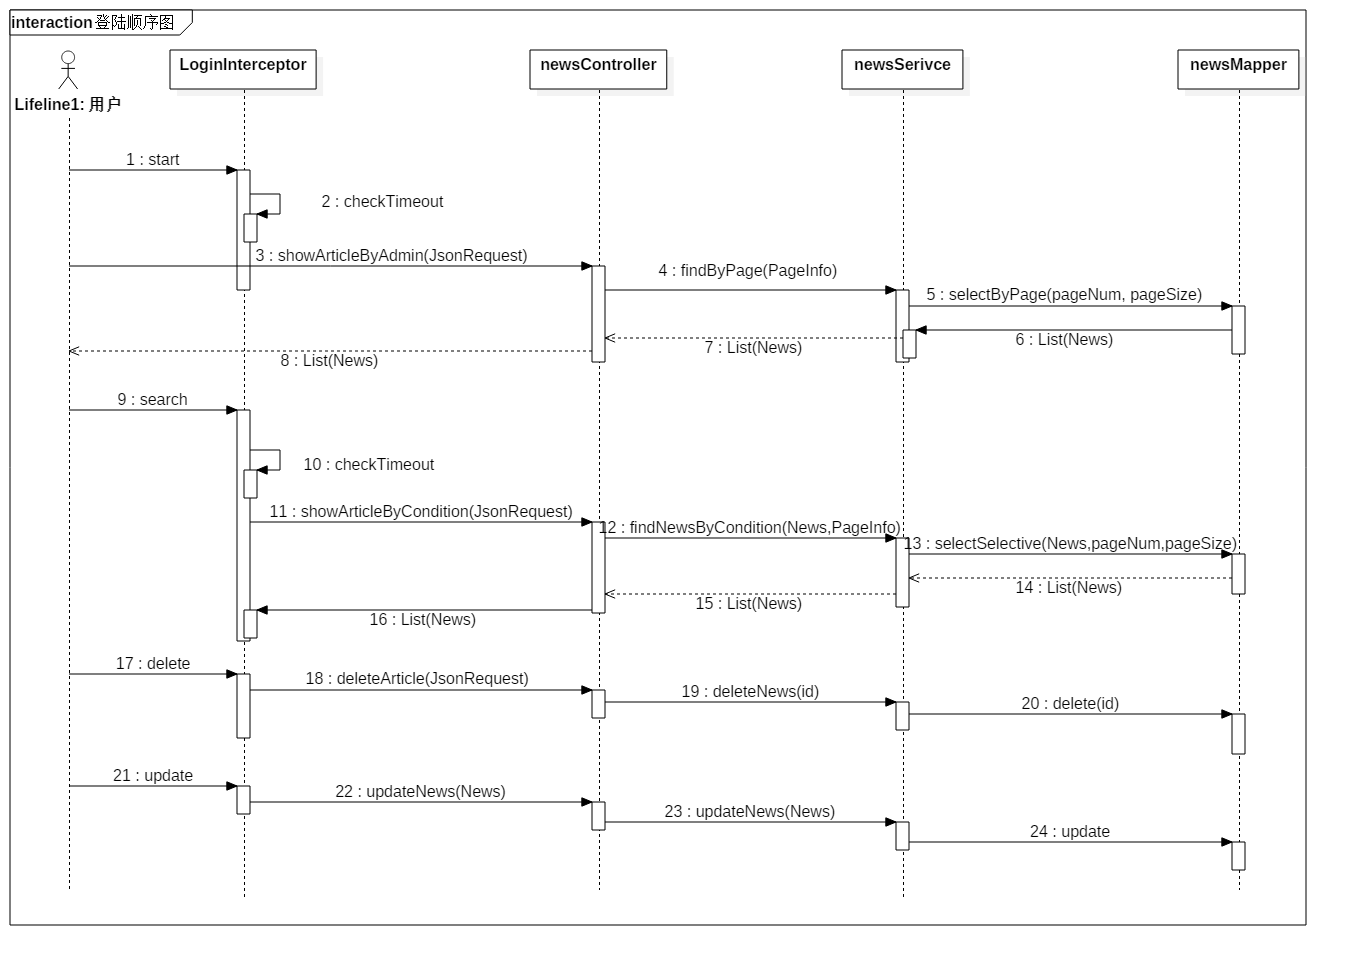 interaction登陆顺序图
LoginInterceptor
newsController
newsSerivce
newsMapper
Lifeline1: 用户
1 : start
2 : checkTimeout
3 : showArticleByAdmin(JsonRequest)
4 : findByPage(PageInfo)
5 : selectByPage(pageNum, pageSize)
6 : List(News)
7 : List(News)
8 : List(News)
9 : search
10 : checkTimeout
11 : showArticleByCondition(JsonRequest)
12 : findNewsByCondition(News,PageInfo)
13 : selectSelective(News,pageNum,pageSize)
14 : List(News)
15 : List(News)
16 : List(News)
17 : delete
18 : deleteArticle(JsonRequest)
19 : deleteNews(id)
20 : delete(id)
21 : update
22 : updateNews(News)
23 : updateNews(News)
24 : update